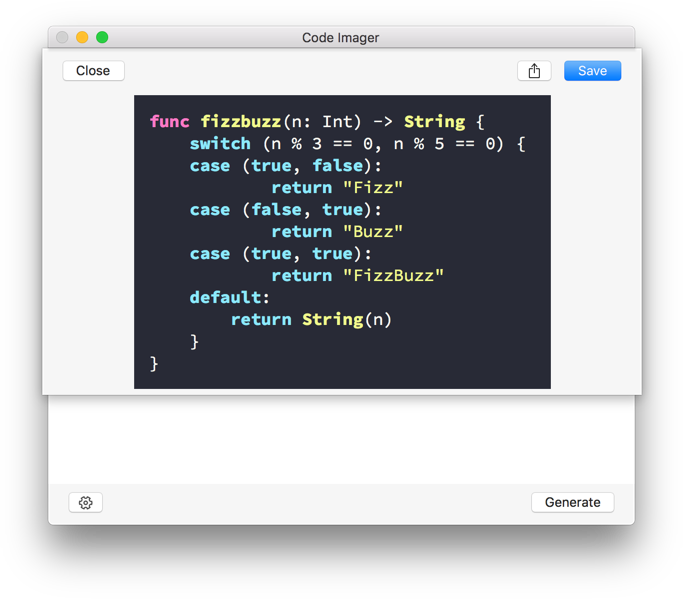 Code Imager
Close
Save
func fizzbuzz(n: Int) -> String {
    switch (n % 3 == 0, n % 5 == 0) {
    case (true, false):
            return "Fizz"
    case (false, true):
            return "Buzz"
    case (true, true):
            return "FizzBuzz"
    default:
        return String(n)
    }
}
Generate